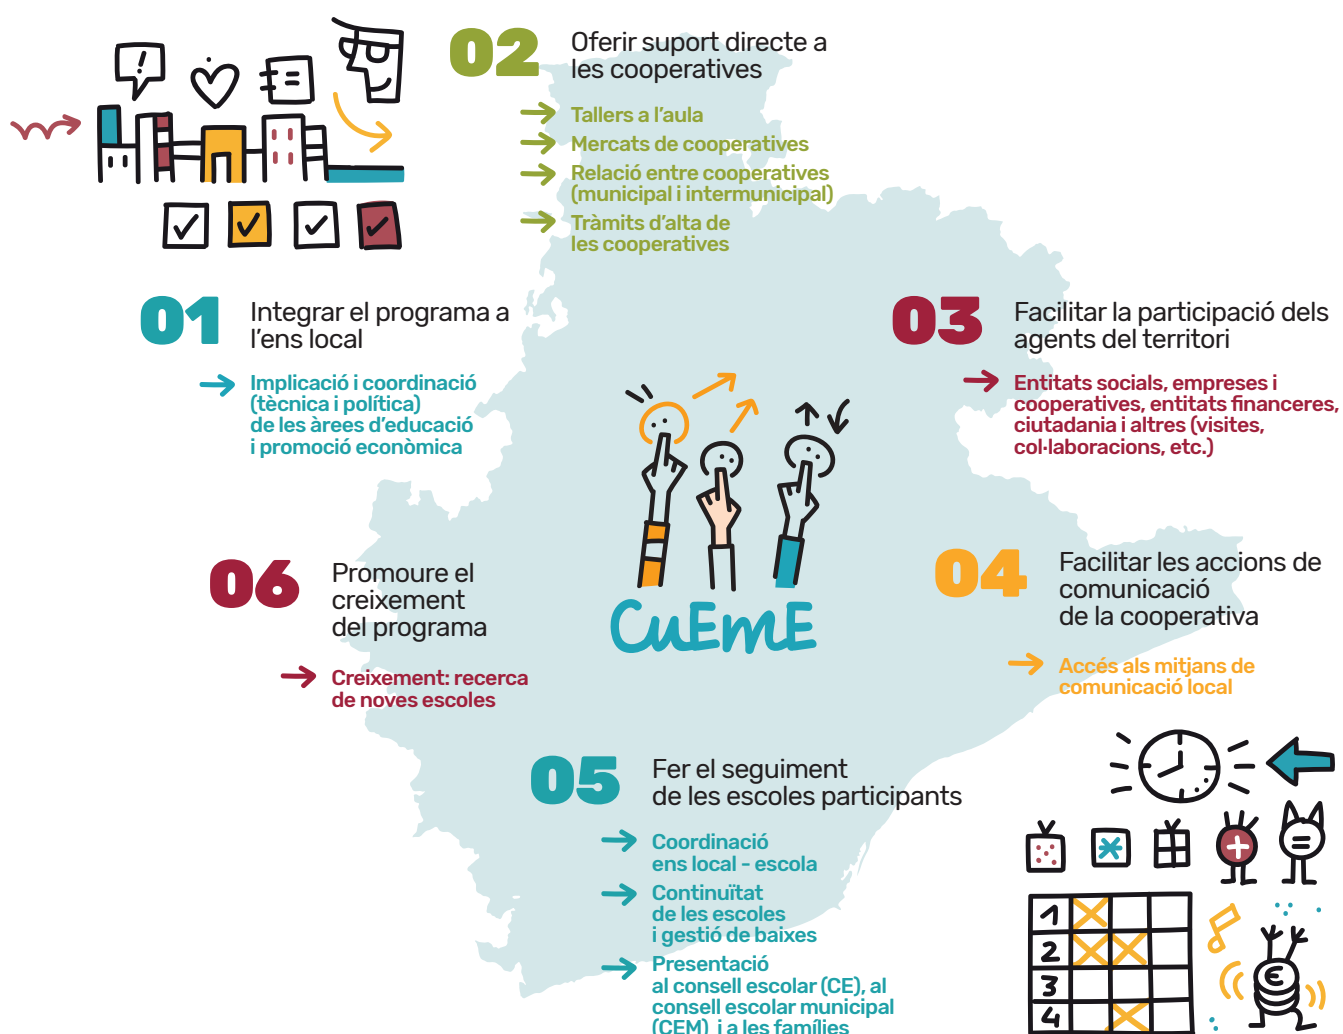 !
01
Integrar el programa a
l'ens local
Implicació i coordinació
(tècnica i política)
de les àrees d'educació
i promoció econòmica
02
Oferir suport directe a
les cooperatives
Tallers a l'aula
Mercats de cooperatives
Relació entre cooperatives
(municipal i intermunicipal)
Tràmits d'alta de
les cooperatives
03
Facilitar la participació dels
agents del territori
Entitats socials, empreses i
cooperatives, entitats financeres,
ciutadania i altres (visites,
col·laboracions, etc.)
04
Facilitar les accions de
comunicació
de la cooperativa
Accés als mitjans de
comunicació local
05
Fer el seguiment
de les escoles participants
Coordinació
ens local - escola
Continuïtat
de les escoles
i gestió de baixes
Presentació
al consell escolar (CE), al
consell escolar municipal
(CEM) i a les famílies
06
Promoure el
creixement
del programa
Creixement: recerca
de noves escoles
CuEmE
1
2
3
4
€